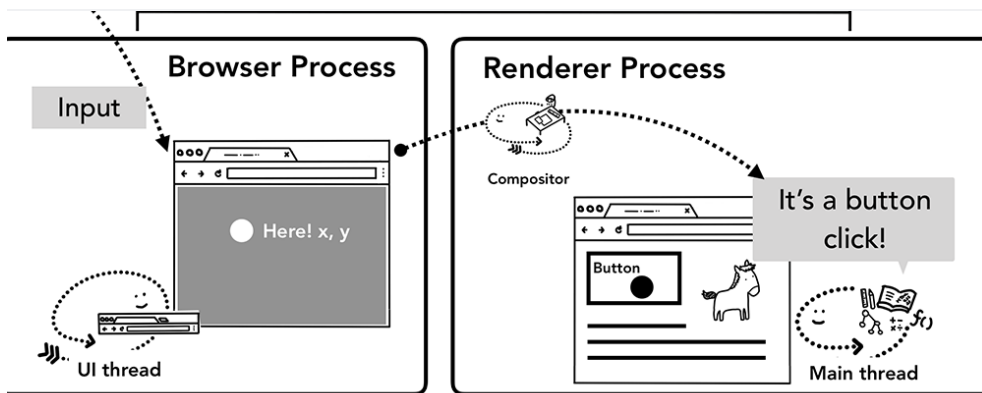 Browser Process
Input
Here! x, y
UI thread
Renderer Process
Compositor
It's a button
click!
Button
f()
Main thread